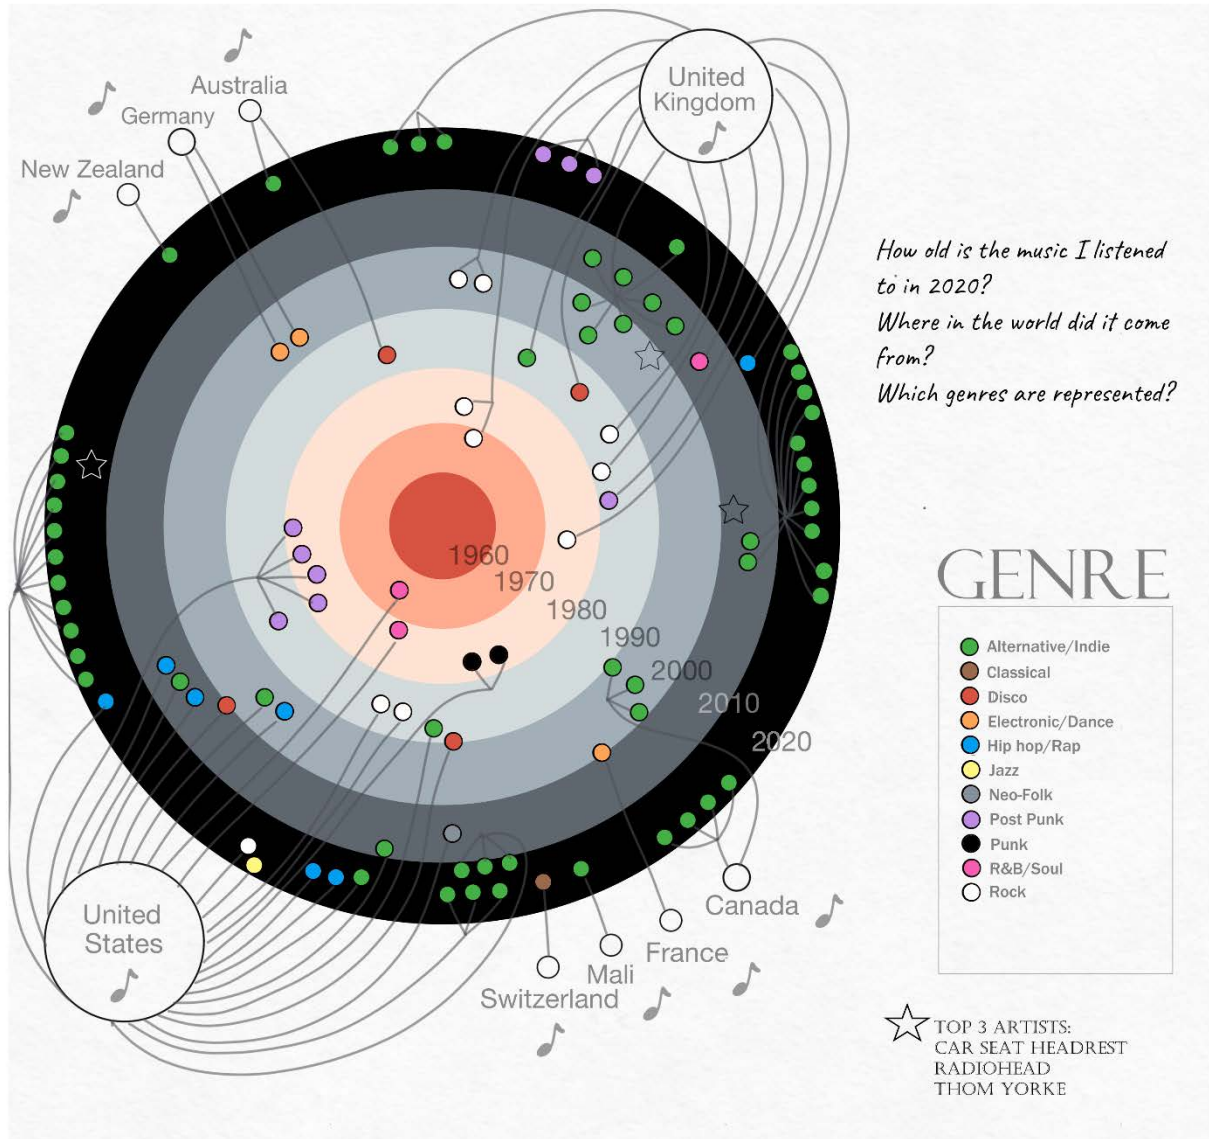 Australia
Germany
New Zealand
United
Kingdom
How old is the music I listened
to in 2020?
Where in the world did it come
from?
Which genres are represented?
1960
1970
1980
1990
2000
2010
2020
GENRE
Alternative/Indie
Classical
Disco
Electronic/Dance
Hip hop/Rap
Jazz
Neo-Folk
Post Punk
Punk
R&B/Soul
Rock
United
States
Canada
France
Mali
Switzerland
TOP 3 ARTISTS:
CAR SEAT HEADREST
RADIOHEAD
THOM YORKE